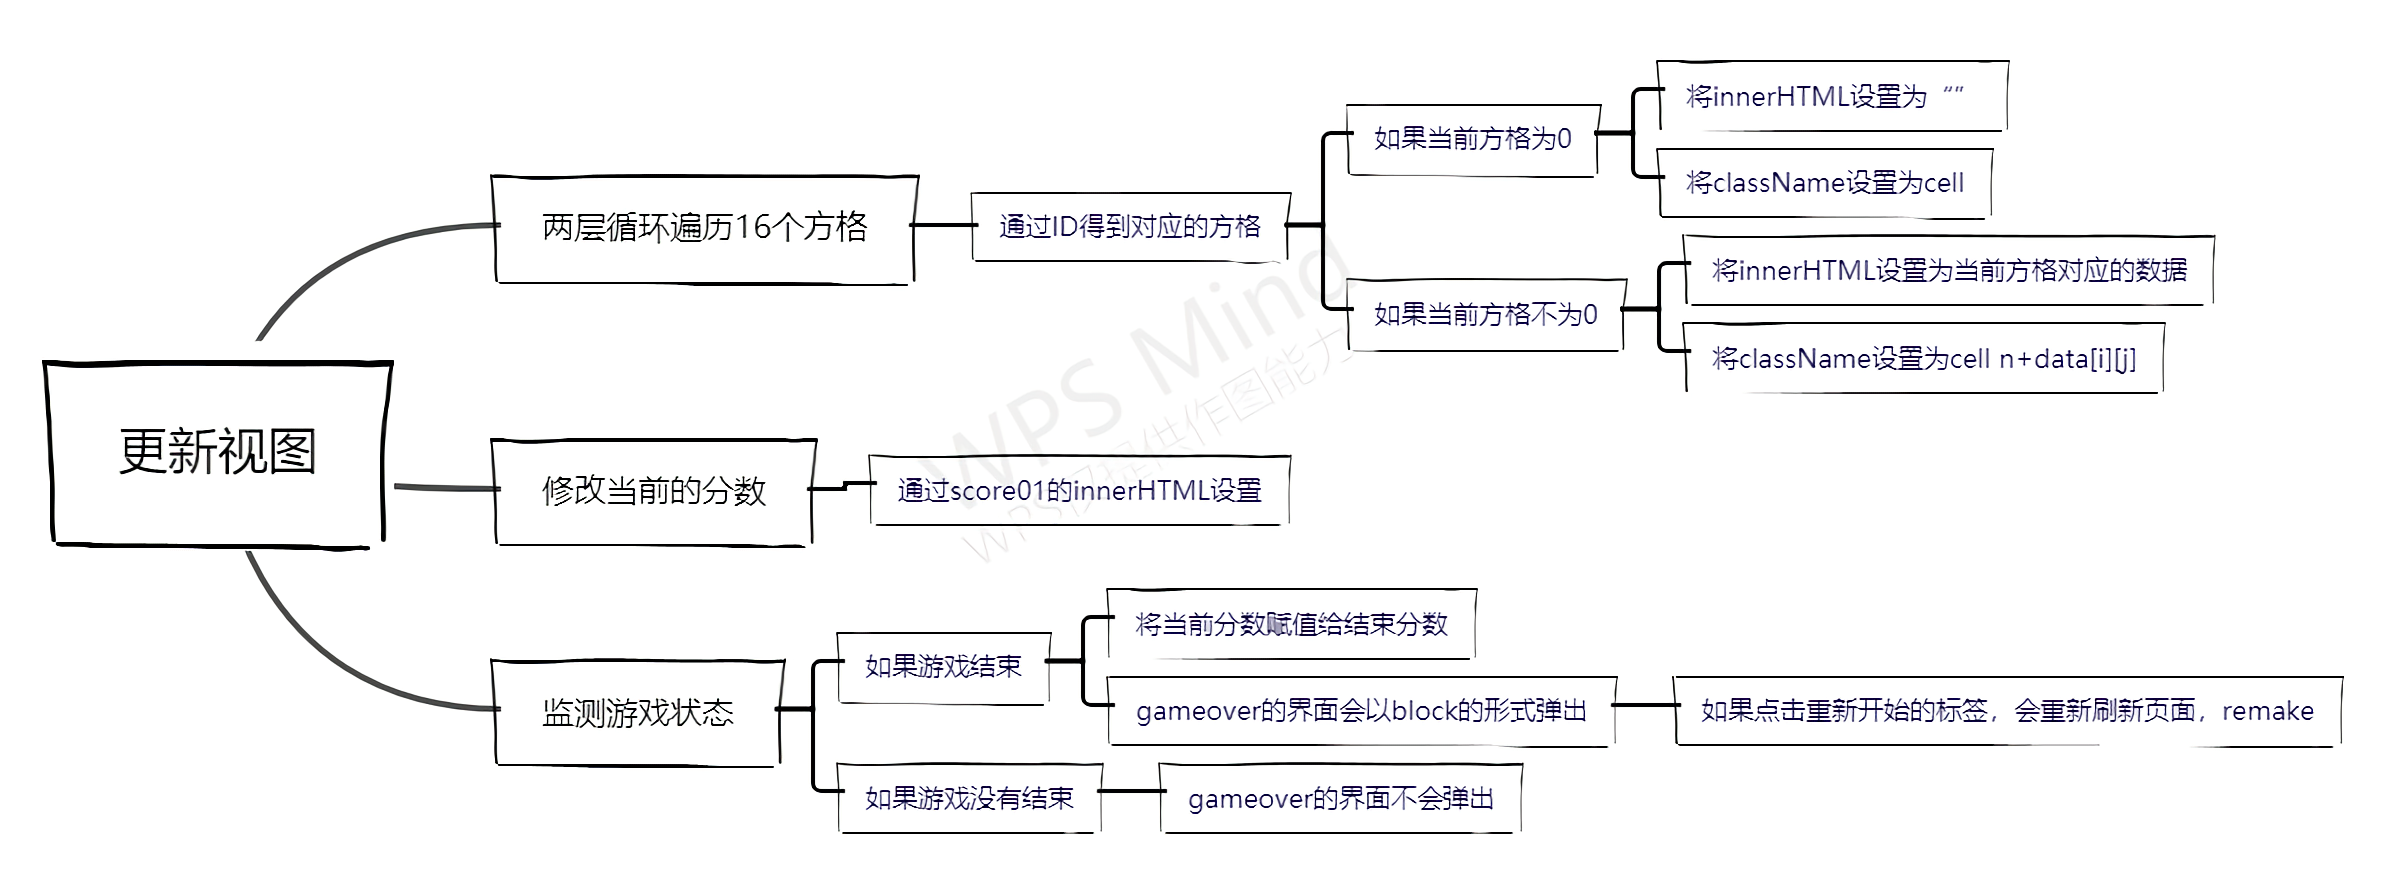 更新视图
两层循环遍历16个方格
通过ID得到对应的方格
如果当前方格为0
将innerHTML设置为“”
将className设置为cell
如果当前方格不为0
将innerHTML设置为当前方格对应的数据
将className设置为cell n+data[i][j]
修改当前的分数
通过score01的innerHTML设置
监测游戏状态
如果游戏结束
将当前分数赋值给结束分数
gameover的界面会以block的形式弹出
如果点击重新开始的标签，会重新刷新页面，remake
如果游戏没有结束
gameover的界面不会弹出
WPS Mind
WPS仅提供作图能力